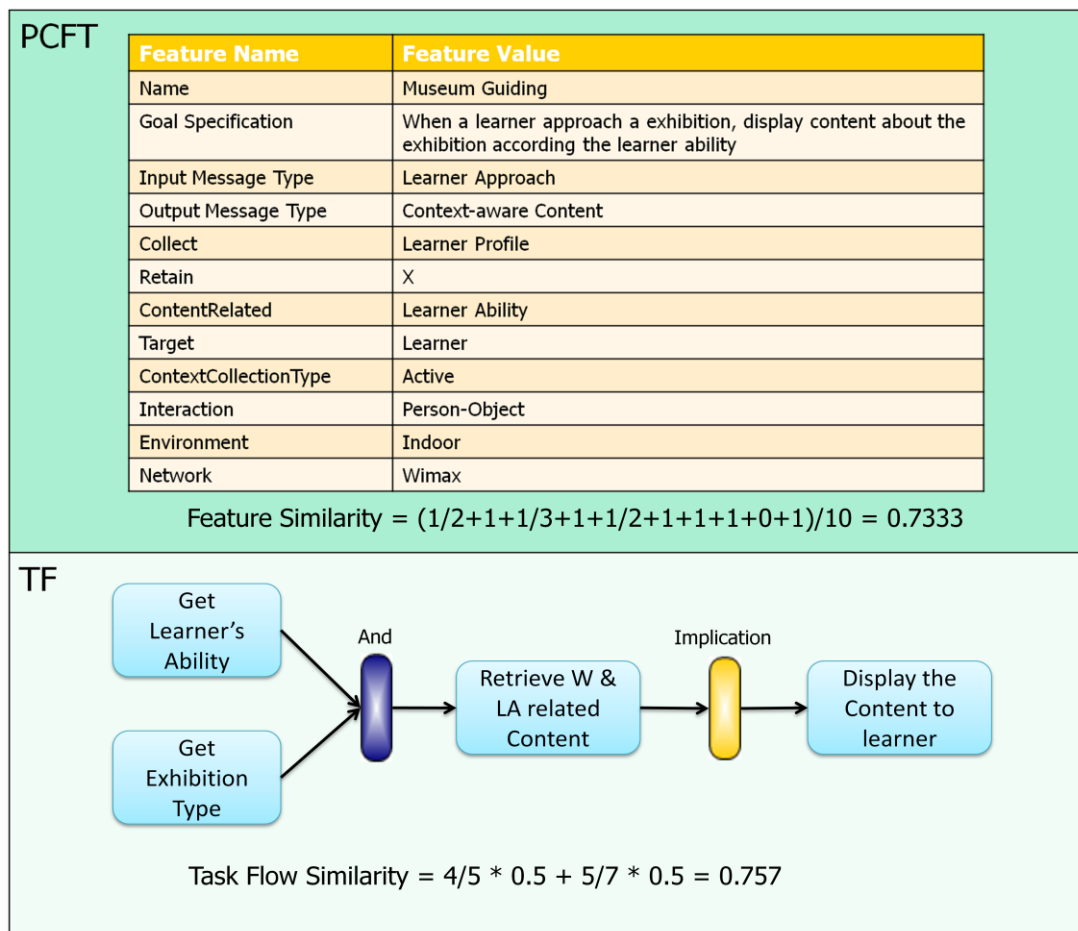 PCFT
Feature Name Feature Value
Name Museum Guiding
Goal Specification When a learner approach a exhibition, display content about the
exhibition according the learner ability
Input Message Type Learner Approach
Output Message Type Context-aware Content
Collect Learner Profile
Retain X
ContentRelated Learner Ability
Target Learner
ContextCollectionType Active
Interaction Person-Object
Environment Indoor
Network Wimax
Feature Similarity = (1/2+1+1/3+1+1/2+1+1+1+0+1)/10 = 0.7333
TF
Get
Learner's
Ability
Get
Exhibition
Type
And
Retrieve W &
LA related
Content
Implication
Display the
Content to
learner
Task Flow Similarity = 4/5 * 0.5 + 5/7 * 0.5 = 0.757